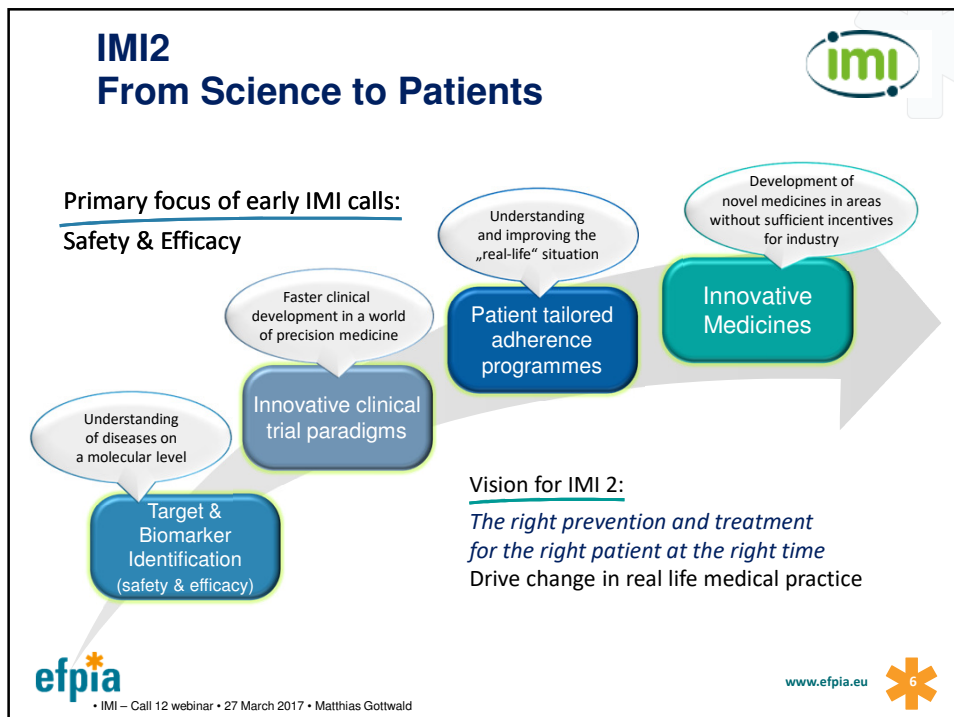 IMI2
From Science to Patients
imi
Primary focus of early IMI calls:
Safety & Efficacy
Development of
novel medicines in areas
without sufficient incentives
for industry
Understanding
and improving the
„real-life“ situation
Innovative
Medicines
Faster clinical
development in a world
of precision medicine
Patient tailored
adherence
programmes
Innovative clinical
trial paradigms
Understanding
of diseases on
a molecular level
Target &
Biomarker
Identification
(safety & efficacy)
Vision for IMI 2:
The right prevention and treatment
for the right patient at the right time
Drive change in real life medical practice
efpia
www.efpia.eu
6
• IMI – Call 12 webinar • 27 March 2017 • Matthias Gottwald